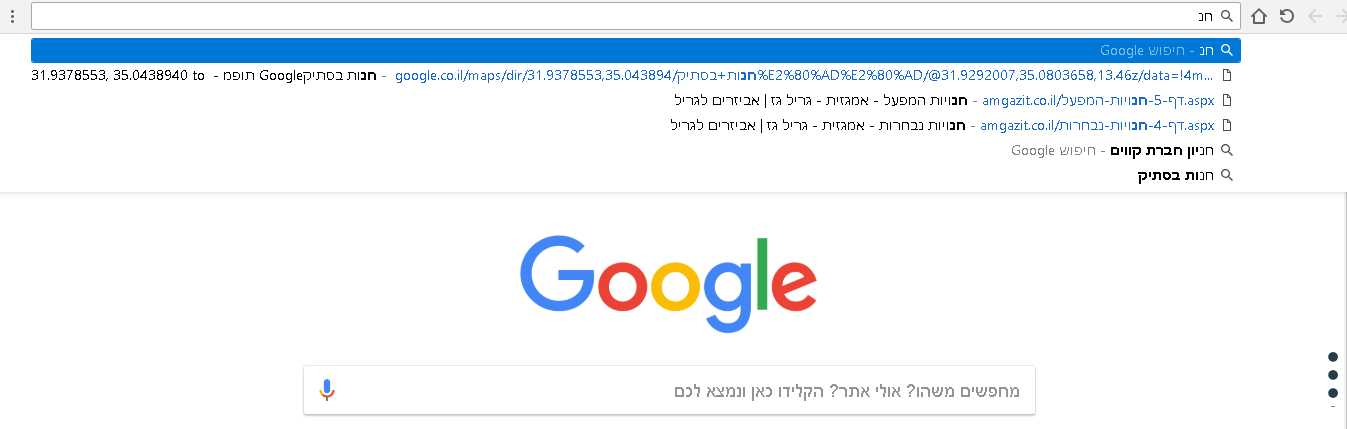 חנ
חנ - חיפוש Google
google.co.il/maps/dir/31.9378553,35.043894/חנות+בסתיק%E2%80%AD%E2%80%AD/@31.9292007,35.0803658,13.46z/data=!4m... - 31.9378553, 35.0438940 to חנות בסתיקGoogle תופמ -
amgazit.co.il/דף-5-חנויות-המפעל.aspx - חנויות המפעל - אמגזית - גריל גז | אביזרים לגריל
amgazit.co.il/דף-4-חנויות-נבחרות.aspx - חנויות נבחרות - אמגזית - גריל גז | אביזרים לגריל
חניון חברת קווים - חיפוש Google
חנות בסתיק
Google
מחפשים משהו? אולי אתר? הקלידו כאן ונמצא לכם